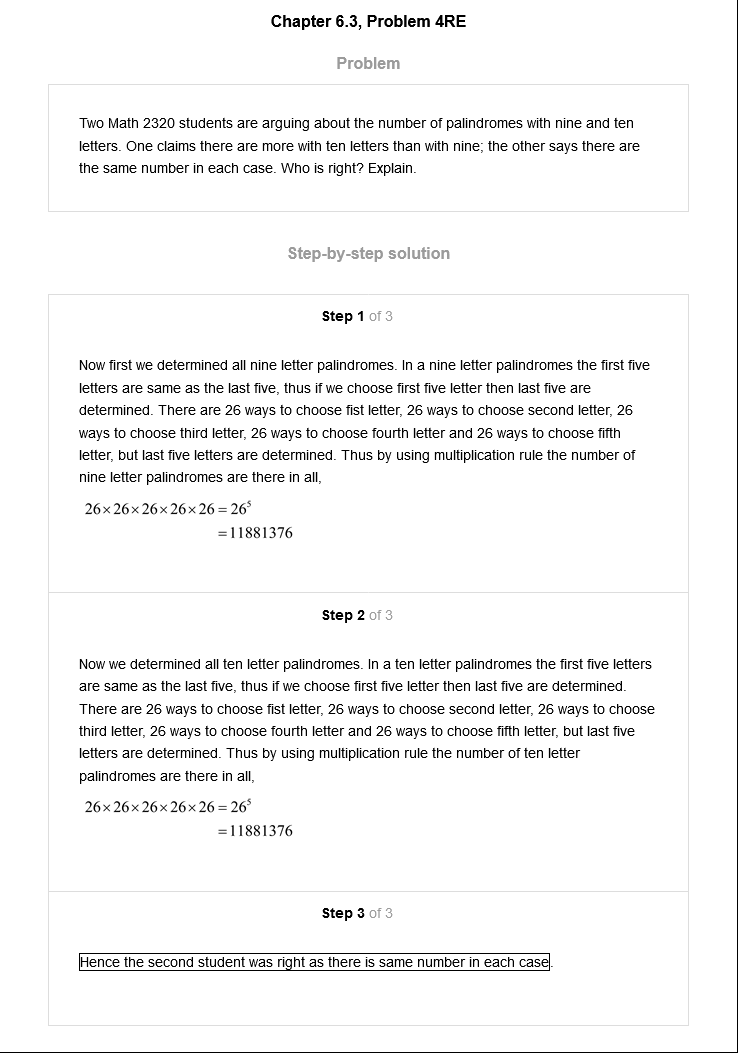 Chapter 6.3, Problem 4RE
Problem
Two Math 2320 students are arguing about the number of palindromes with nine and ten
letters. One claims there are more with ten letters than with nine; the other says there are
the same number in each case. Who is right? Explain.
Step-by-step solution
Step 1 of 3
Now first we determined all nine letter palindromes. In a nine letter palindromes the first five
letters are same as the last five, thus if we choose first five letter then last five are
determined. There are 26 ways to choose fist letter, 26 ways to choose second letter, 26
ways to choose third letter, 26 ways to choose fourth letter and 26 ways to choose fifth
letter, but last five letters are determined. Thus by using multiplication rule the number of
nine letter palindromes are there in all,
26×26×26×26×26 = 26⁵
=11881376
Step 2 of 3
Now we determined all ten letter palindromes. In a ten letter palindromes the first five letters
are same as the last five, thus if we choose first five letter then last five are determined.
There are 26 ways to choose fist letter, 26 ways to choose second letter, 26 ways to choose
third letter, 26 ways to choose fourth letter and 26 ways to choose fifth letter, but last five
letters are determined. Thus by using multiplication rule the number of ten letter
palindromes are there in all,
26×26×26×26×26 = 26⁵
=11881376
Step 3 of 3
Hence the second student was right as there is same number in each case.